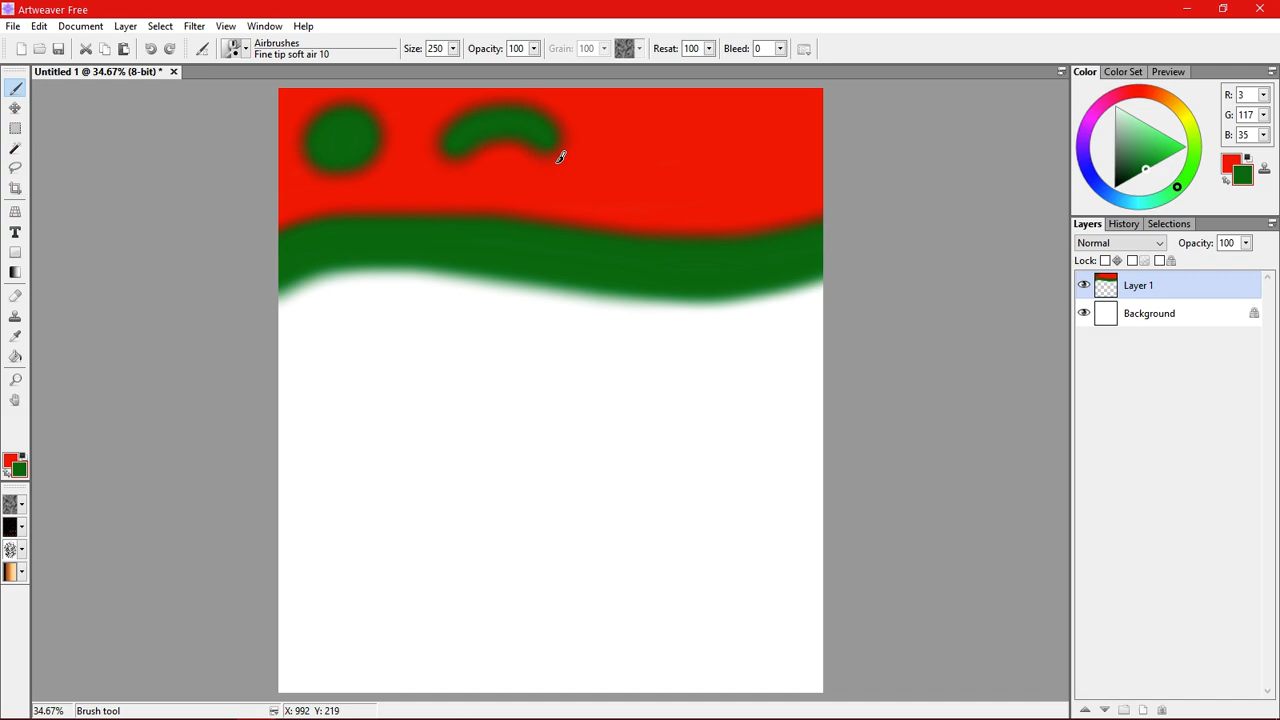 Artweaver Free
File Edit Document Layer Select Filter View Window Help
Airbrushes
Fine tip soft air 10
Size: 250 Opacity: 100 Grain: 100 Resat: 100 Bleed: 0
Untitled 1 @ 34.67% (8-bit) *
Color Color Set Preview
R: 3
G: 117
B: 35
Layers History Selections
Normal Opacity: 100
Lock:
Layer 1
Background
34.67% Brush tool X: 992 Y: 219